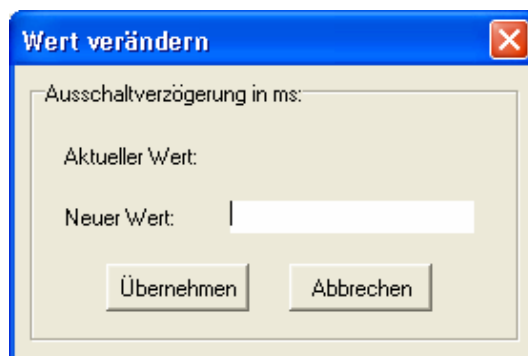 Wert verändern
Ausschaltverzögerung in ms:
Aktueller Wert:
Neuer Wert:
Übernehmen Abbrechen